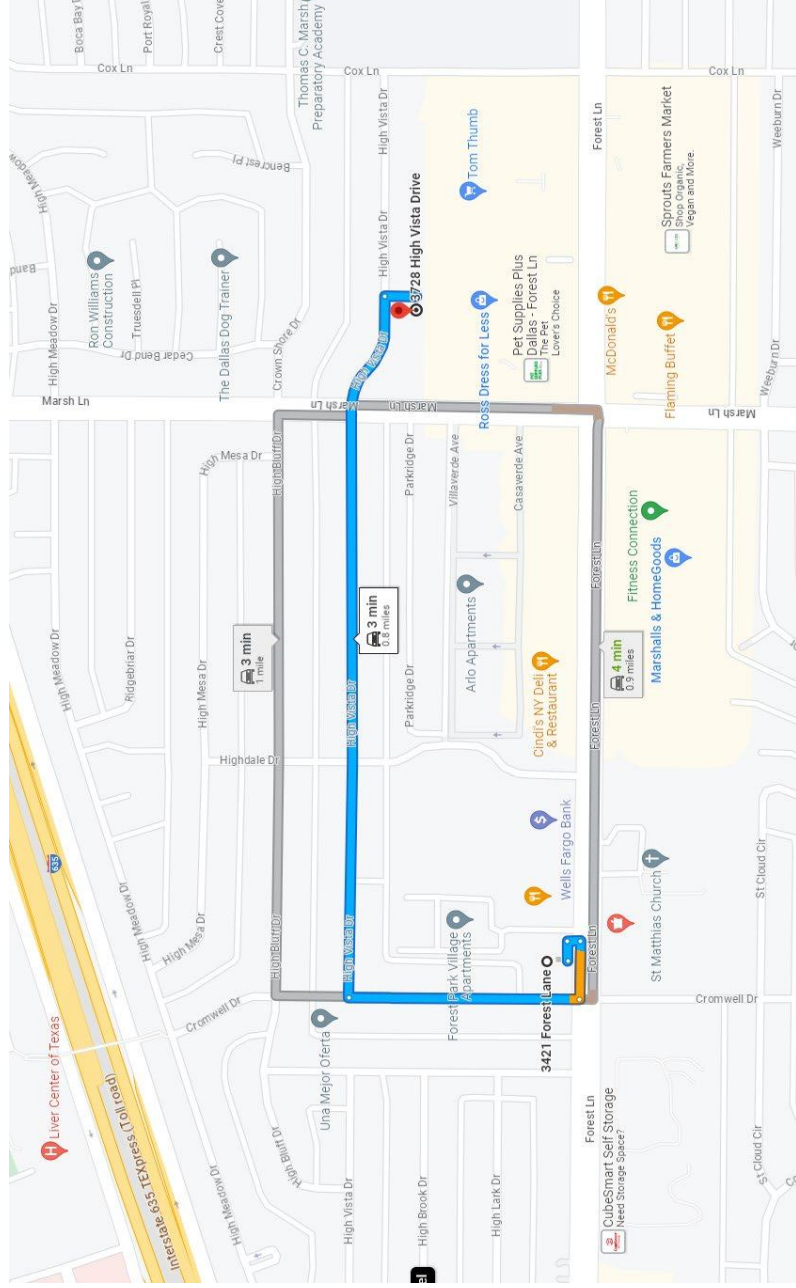 Liver Center of Texas
635
Interstate 635 TEXpress (Toll road)
High Meadow Dr
High Meadow Dr
High Meadow Dr
High Meadow Dr
High Meadow
Band
Boca Bay
Port Royal
Crest Cove
Cox Ln
Marsh Ln
Ron Williams
Construction
Truesdell Pl
Ridgebriar Dr
High Mesa Dr
High Mesa Dr
High Mesa Dr
Cedar Bend Dr
Bencrest Pl
The Dallas Dog Trainer
Cromwell Dr
Highdale Dr
High Bluff Dr
High Bluff Dr
High Bluff Dr
Crown Shore Dr
3 min
1 mile
Thomas C. Marsh
Preparatory Academy
Una Mejor Oferta
High Vista Dr
High Vista Dr
High Vista Dr
High Vista Dr
High Vista Dr
High Vista Dr
Marsh Ln
Marsh Ln
Cox Ln
3 min
0.8 miles
3728 High Vista Drive
High Brook Dr
Parkridge Dr
Parkridge Dr
Villaverde Ave
Forest Park Village
Apartments
Arlo Apartments
Tom Thumb
Ross Dress for Less
High Lark Dr
Casaverde Ave
Pet Supplies Plus
Dallas - Forest Ln
The Pet
Lover's Choice
3421 Forest Lane
Cindi's NY Deli
& Restaurant
Wells Fargo Bank
Forest Ln
Forest Ln
Forest Ln
Forest Ln
Forest Ln
4 min
0.9 miles
McDonald's
CubeSmart Self Storage
Need Storage Space?
Fitness Connection
Marshalls & HomeGoods
St Matthias Church
Flaming Buffet
Sprouts Farmers Market
Shop Organic,
Vegan and More.
Cromwell Dr
Marsh Ln
Cox Ln
St Cloud Cir
St Cloud Cir
Weeburn Dr
Weeburn Dr